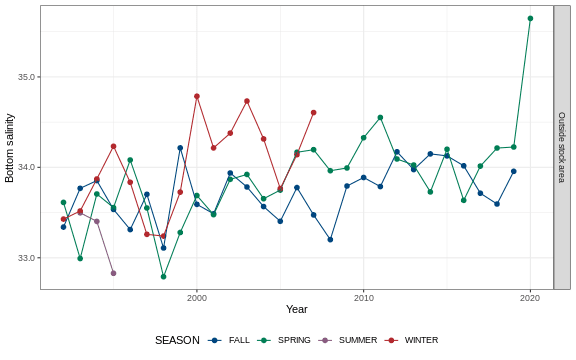 35.0
34.0
33.0
Bottom salinity
Outside stock area
2000
2010
2020
Year
SEASON FALL SPRING SUMMER WINTER